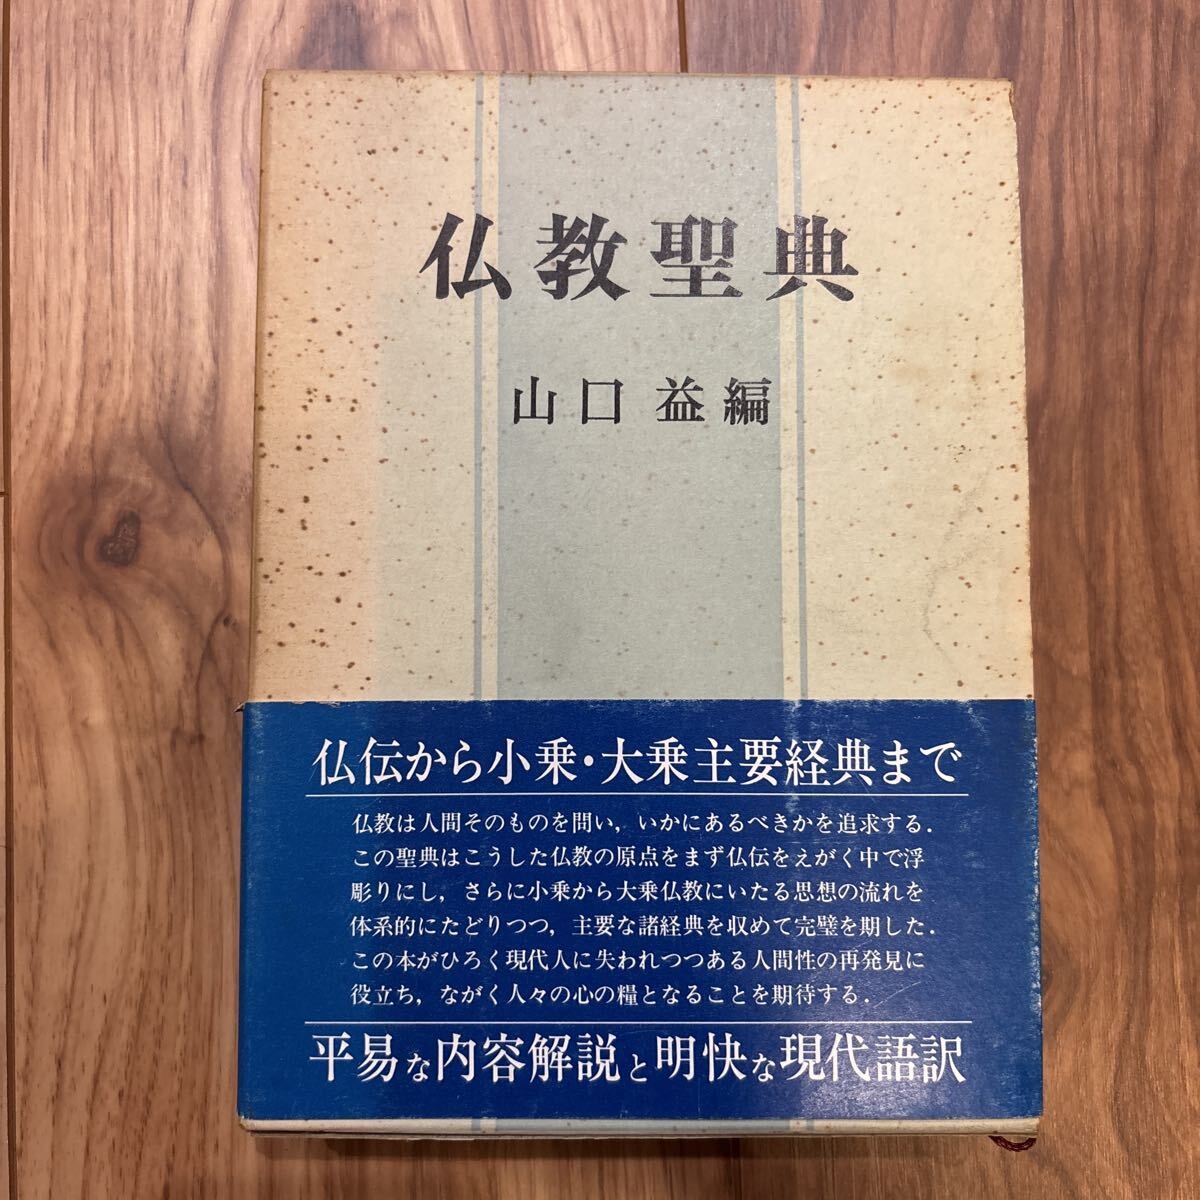 仏教聖典
山口 益 編
仏伝から小乗・大乗主要経典まで
仏教は人間そのものを問い，いかにあるべきかを追求する．
この聖典はこうした仏教の原点をまず仏伝をえがく中で浮
彫りにし，さらに小乗から大乗仏教にいたる思想の流れを
体系的にたどりつつ，主要な諸経典を収めて完璧を期した．
この本がひろく現代人に失われつつある人間性の再発見に
役立ち，ながく人々の心の糧となることを期待する．
平易な内容解説と明快な現代語訳